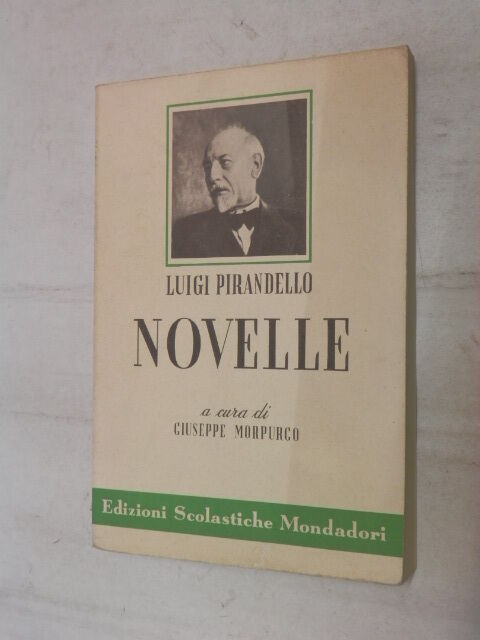 LUIGI PIRANDELLO
NOVELLE
a cura di
GIUSEPPE MORPURGO
Edizioni Scolastiche Mondadori